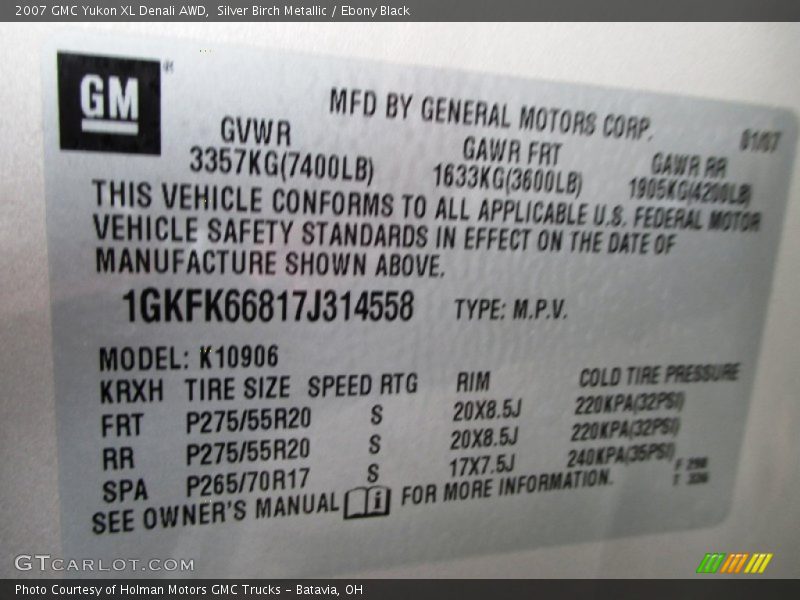 2007 GMC Yukon XL Denali AWD, Silver Birch Metallic / Ebony Black
GM
MFD BY GENERAL MOTORS CORP.
01/07
GVWR GAWR FRT GAWR RR
3357KG(7400LB) 1633KG(3600LB) 1905KG(4200LB)
THIS VEHICLE CONFORMS TO ALL APPLICABLE U.S. FEDERAL MOTOR
VEHICLE SAFETY STANDARDS IN EFFECT ON THE DATE OF
MANUFACTURE SHOWN ABOVE.
1GKFK66817J314558 TYPE: M.P.V.
MODEL: K10906
KRXH TIRE SIZE SPEED RTG RIM COLD TIRE PRESSURE
FRT P275/55R20 S 20X8.5J 220KPA(32PSI)
RR P275/55R20 S 20X8.5J 220KPA(32PSI)
SPA P265/70R17 S 17X7.5J 240KPA(35PSI)
SEE OWNER'S MANUAL i FOR MORE INFORMATION.
GTCARLOT.COM
Photo Courtesy of Holman Motors GMC Trucks - Batavia, OH